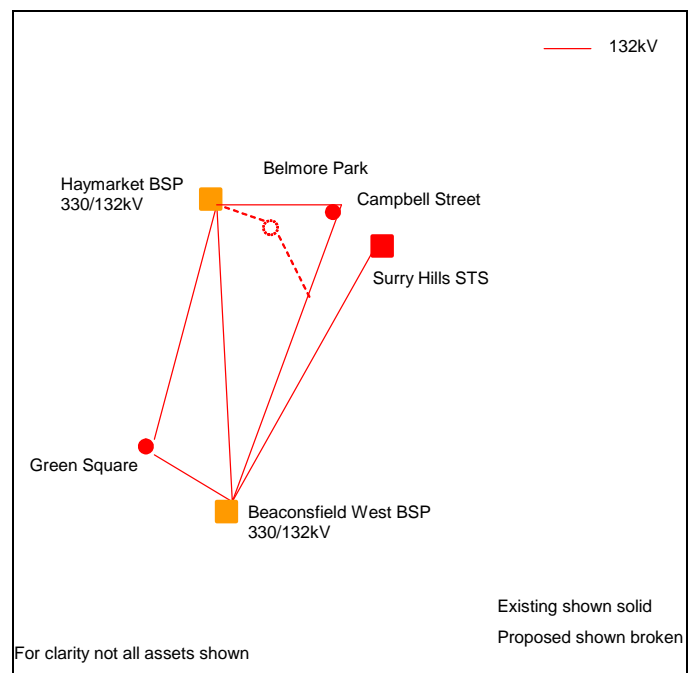 132kV
Belmore Park
Haymarket BSP
330/132kV
Campbell Street
Surry Hills STS
Green Square
Beaconsfield West BSP
330/132kV
Existing shown solid
Proposed shown broken
For clarity not all assets shown